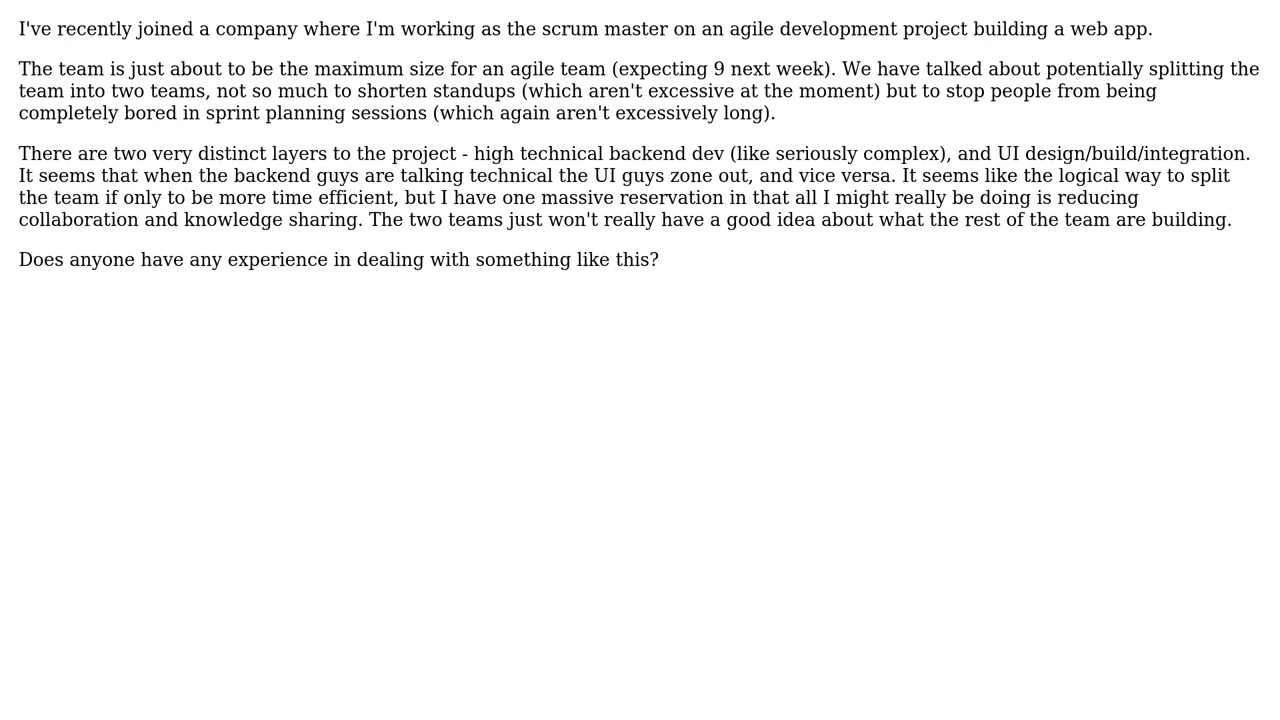 I've recently joined a company where I'm working as the scrum master on an agile development project building a web app.
The team is just about to be the maximum size for an agile team (expecting 9 next week). We have talked about potentially splitting the
team into two teams, not so much to shorten standups (which aren't excessive at the moment) but to stop people from being
completely bored in sprint planning sessions (which again aren't excessively long).
There are two very distinct layers to the project - high technical backend dev (like seriously complex), and UI design/build/integration.
It seems that when the backend guys are talking technical the UI guys zone out, and vice versa. It seems like the logical way to split
the team if only to be more time efficient, but I have one massive reservation in that all I might really be doing is reducing
collaboration and knowledge sharing. The two teams just won't really have a good idea about what the rest of the team are building.
Does anyone have any experience in dealing with something like this?